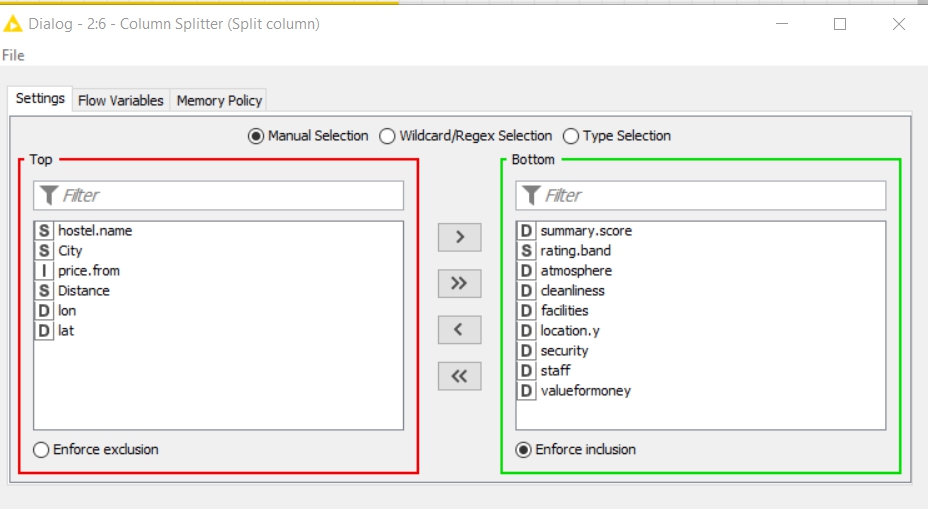 Dialog - 2:6 - Column Splitter (Split column)
File
Settings Flow Variables Memory Policy
Manual Selection Wildcard/Regex Selection Type Selection
Top
Filter
S hostel.name
S City
I price.from
S Distance
D lon
D lat
Enforce exclusion
>
>>
<
<<
Bottom
Filter
D summary.score
S rating.band
D atmosphere
D cleanliness
D facilities
D location.y
D security
D staff
D valueformoney
Enforce inclusion